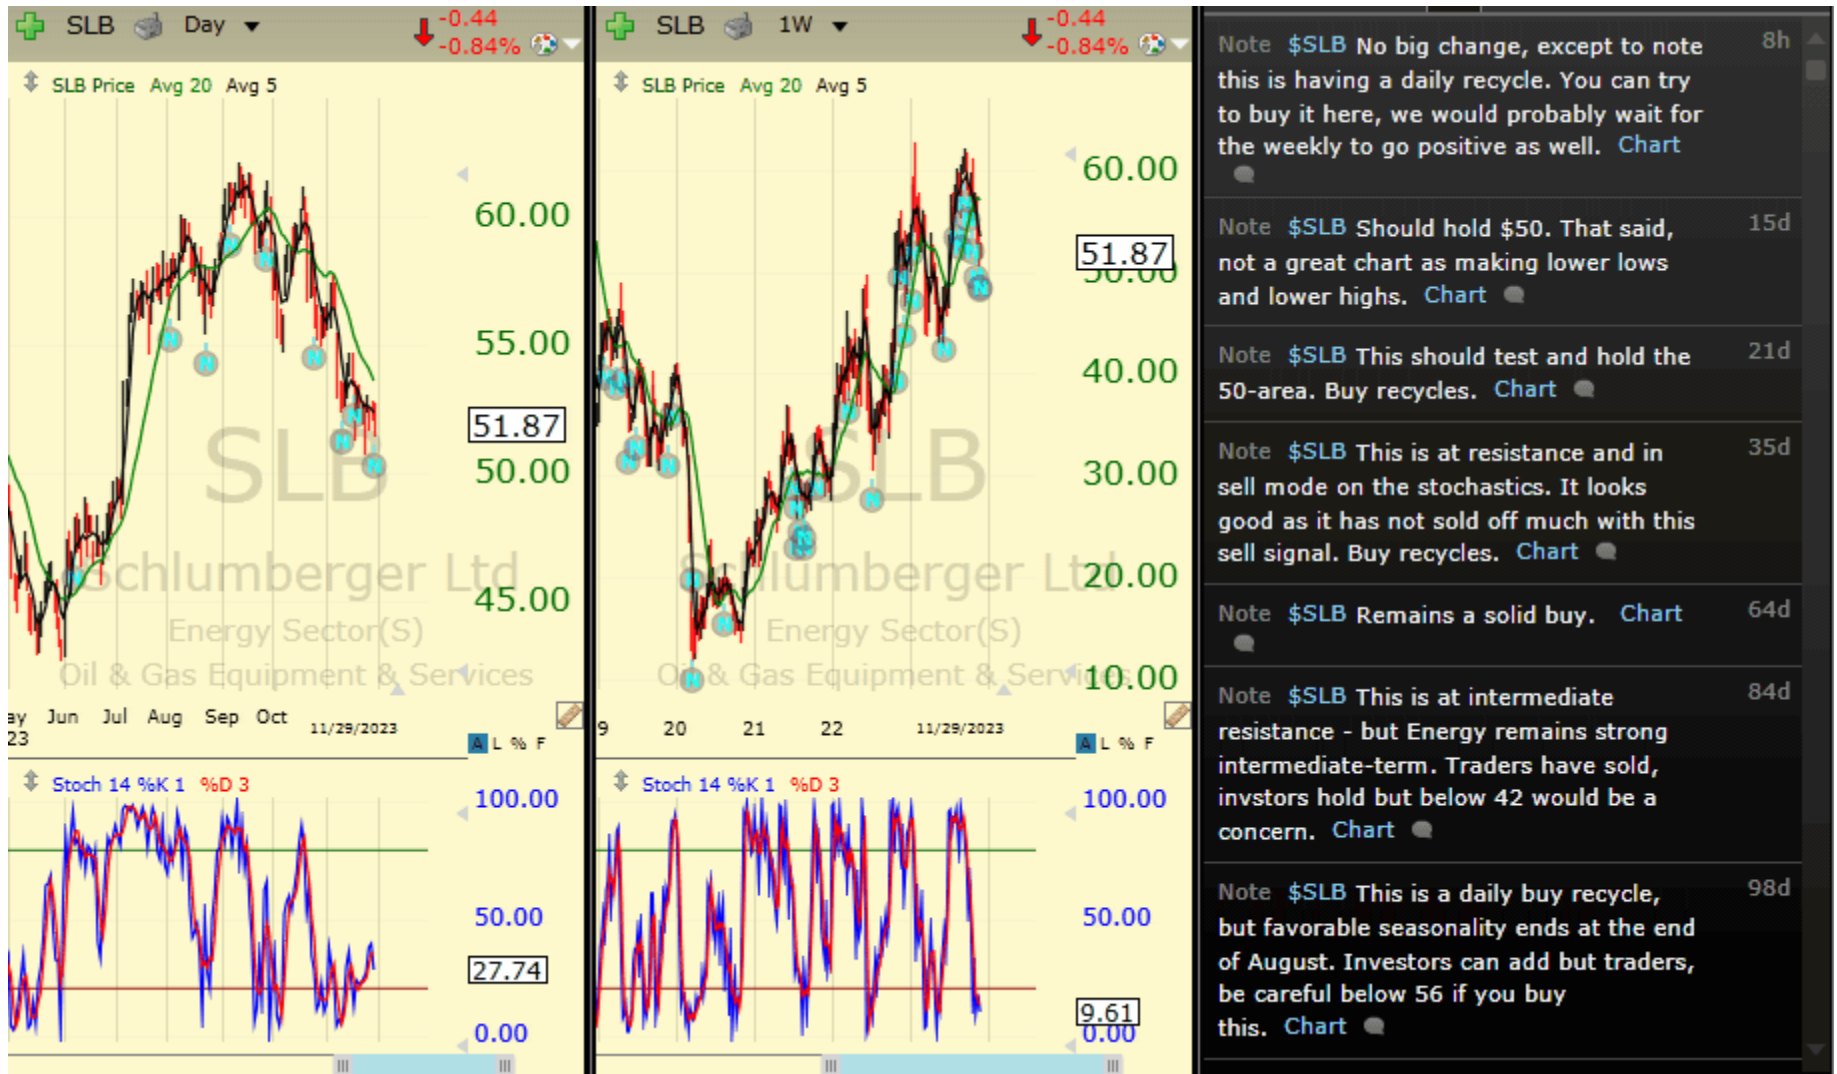 SLB Day -0.44
-0.84%
SLB Price Avg 20 Avg 5
60.00
55.00
51.87
50.00
45.00
SLB
Schlumberger Ltd
Energy Sector(S)
Oil & Gas Equipment & Services
ay Jun Jul Aug Sep Oct 11/29/2023
23
A L % F
Stoch 14 %K 1 %D 3
100.00
50.00
27.74
0.00
SLB 1W -0.44
-0.84%
SLB Price Avg 20 Avg 5
60.00
51.87
50.00
40.00
30.00
20.00
10.00
SLB
Schlumberger Ltd
Energy Sector(S)
Oil & Gas Equipment & Services
9 20 21 22 11/29/2023
A L % F
Stoch 14 %K 1 %D 3
100.00
50.00
9.61
0.00
Note $SLB No big change, except to note 8h
this is having a daily recycle. You can try
to buy it here, we would probably wait for
the weekly to go positive as well. Chart
Note $SLB Should hold $50. That said, 15d
not a great chart as making lower lows
and lower highs. Chart
Note $SLB This should test and hold the 21d
50-area. Buy recycles. Chart
Note $SLB This is at resistance and in 35d
sell mode on the stochastics. It looks
good as it has not sold off much with this
sell signal. Buy recycles. Chart
Note $SLB Remains a solid buy. Chart 64d
Note $SLB This is at intermediate 84d
resistance - but Energy remains strong
intermediate-term. Traders have sold,
invstors hold but below 42 would be a
concern. Chart
Note $SLB This is a daily buy recycle, 98d
but favorable seasonality ends at the end
of August. Investors can add but traders,
be careful below 56 if you buy
this. Chart